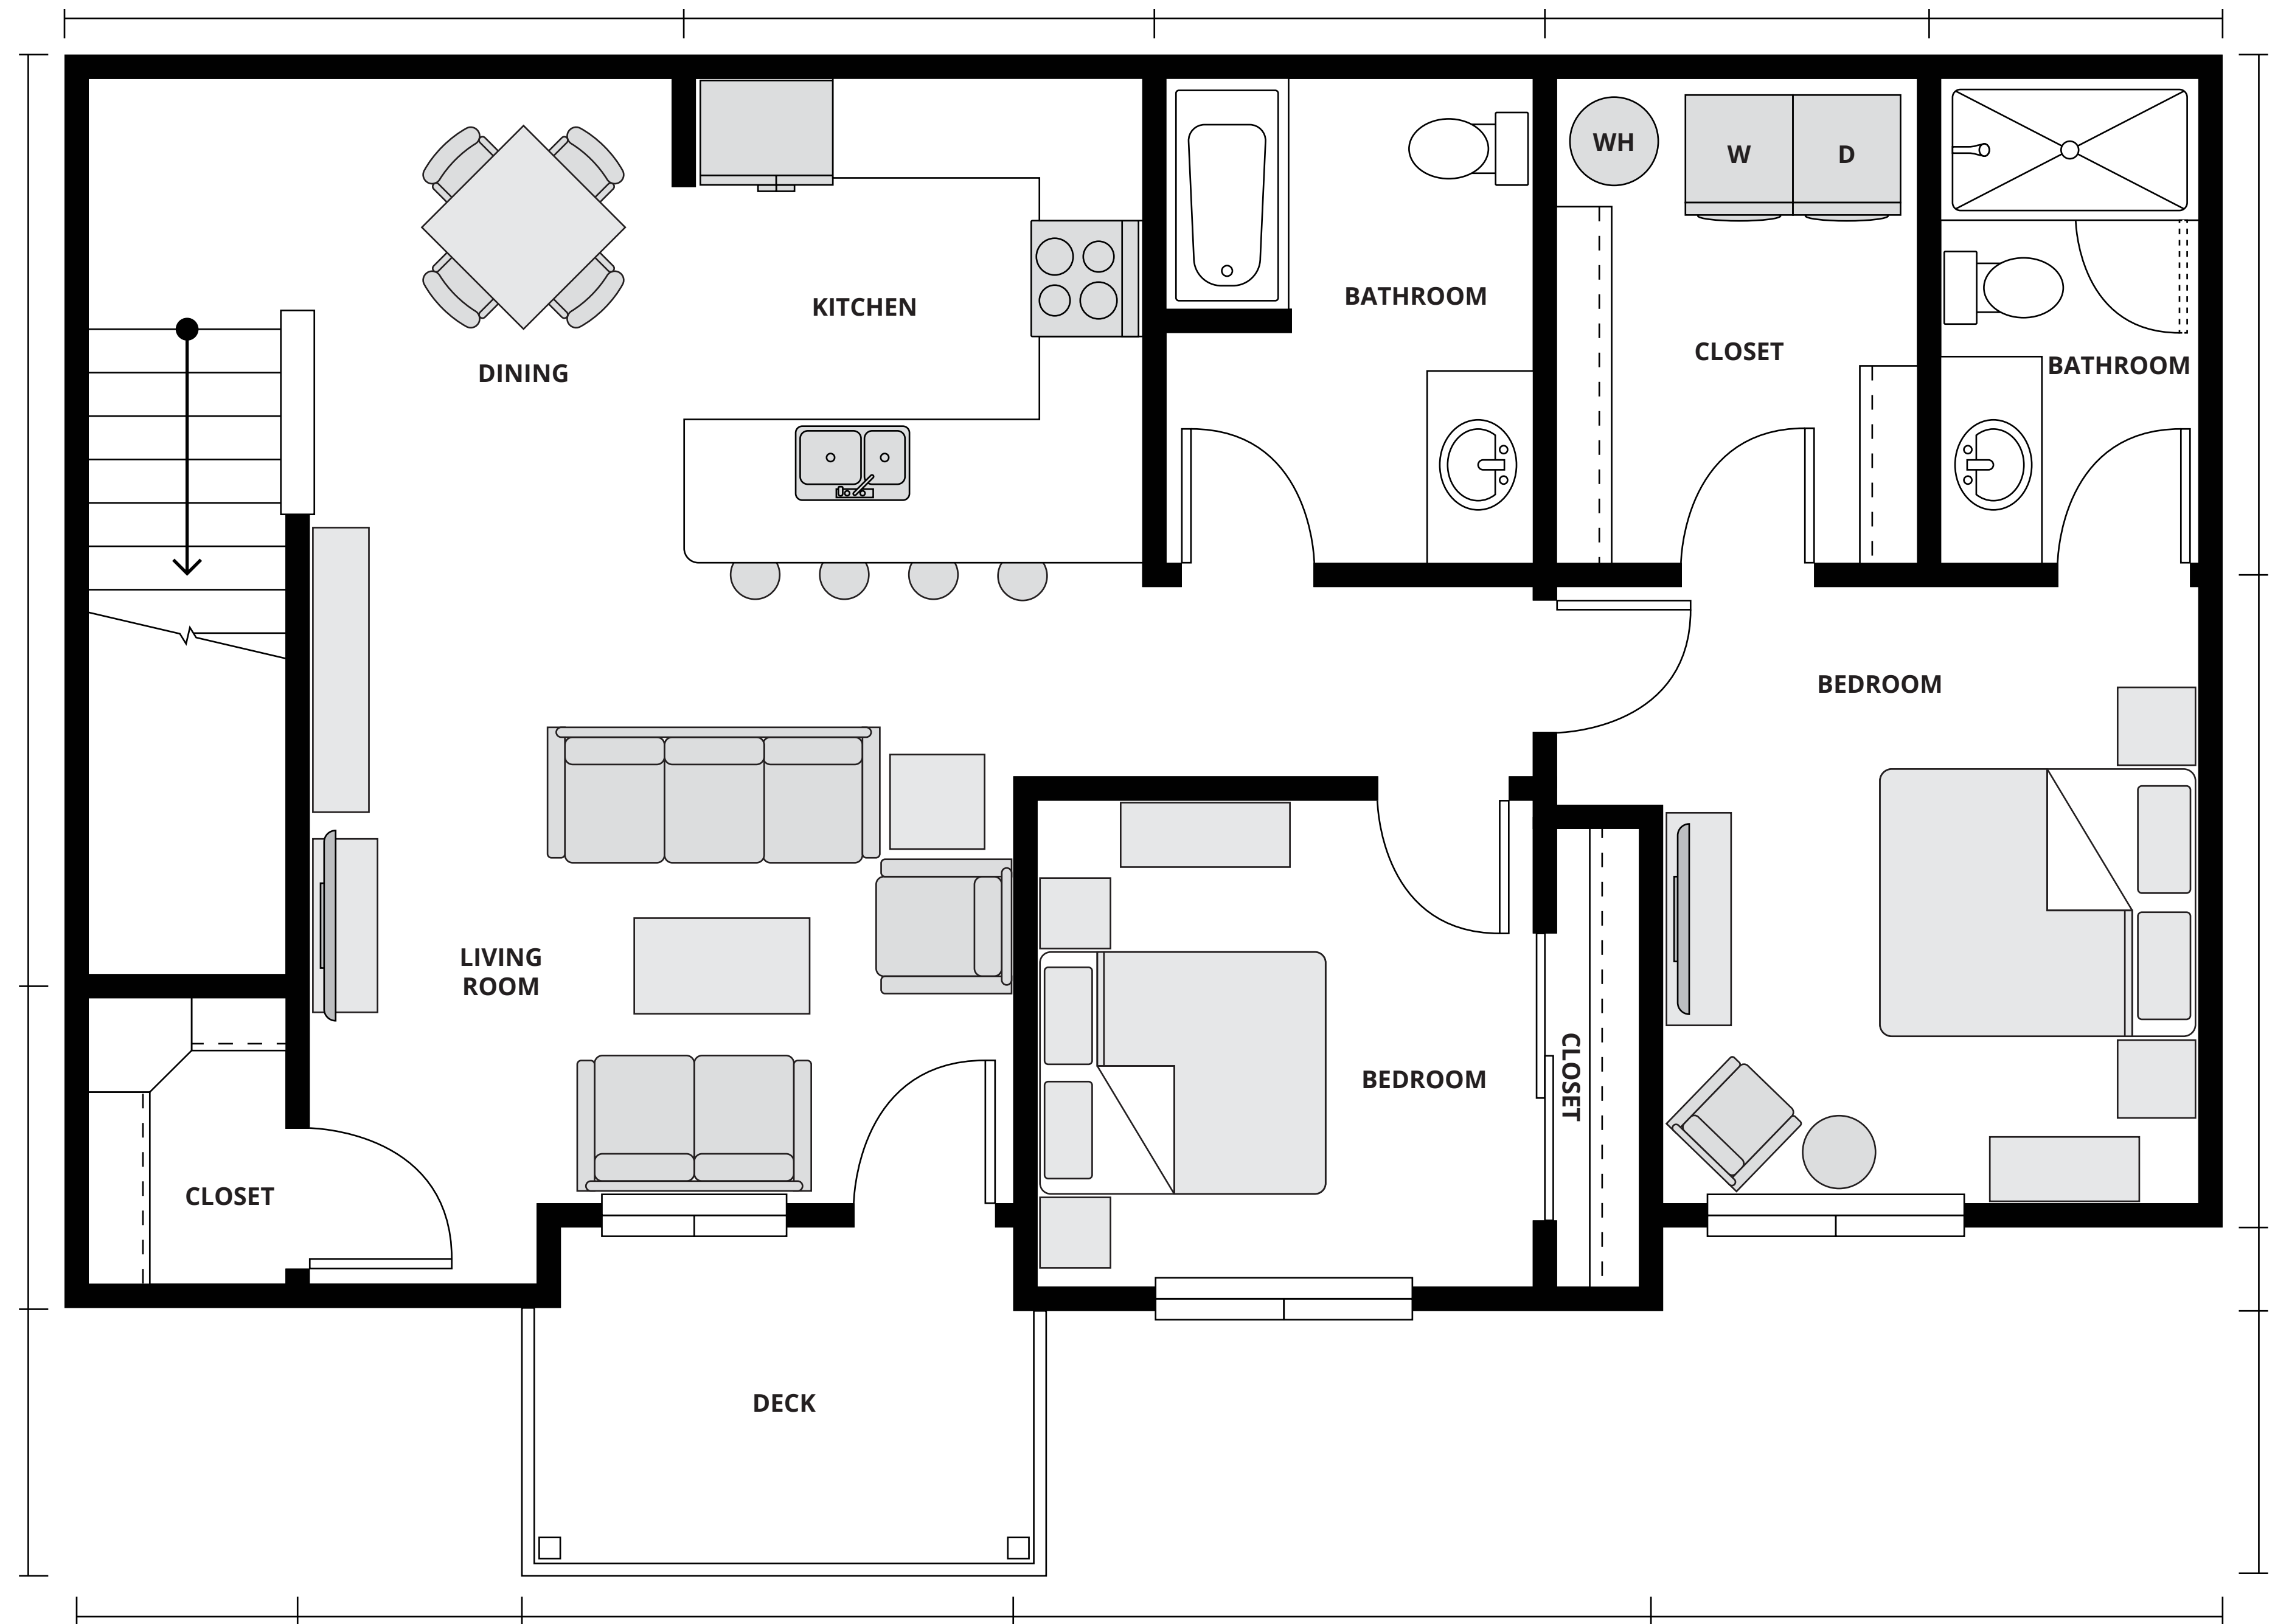 WH
W
D
BATHROOM
KITCHEN
CLOSET
BATHROOM
DINING
BEDROOM
LIVING
ROOM
BEDROOM
CLOSET
CLOSET
DECK